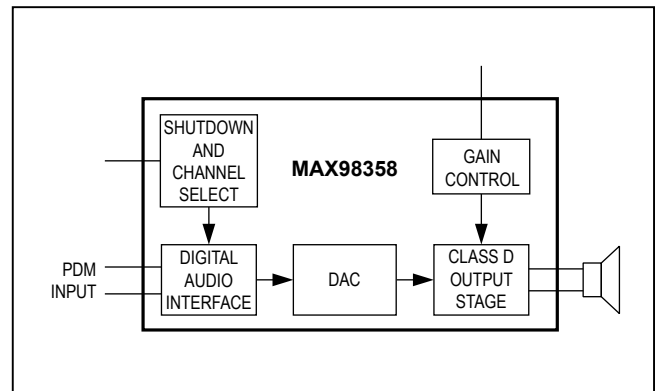 SHUTDOWN
AND
CHANNEL
SELECT
MAX98358
GAIN
CONTROL
PDM
INPUT
DIGITAL
AUDIO
INTERFACE
DAC
CLASS D
OUTPUT
STAGE